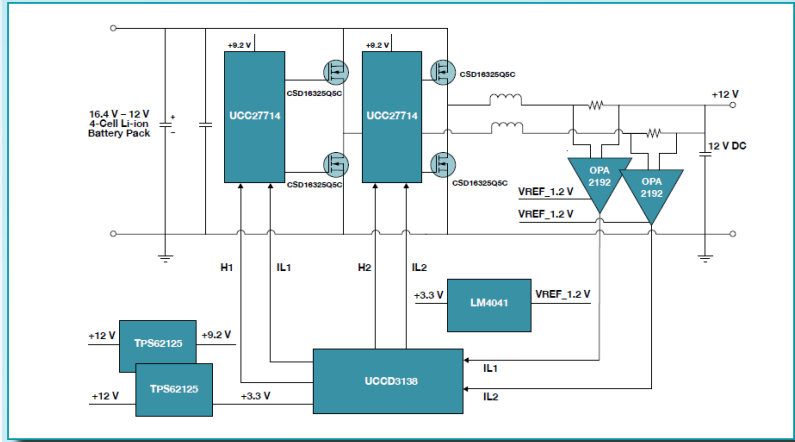 +9.2 V
+9.2 V
CSD16325Q5C
CSD16325Q5C
+12 V
16.4 V – 12 V
4-Cell Li-ion
Battery Pack
+
–
UCC27714
UCC27714
12 V DC
OPA
2192
OPA
2192
CSD16325Q5C
CSD16325Q5C
VREF_1.2 V
VREF_1.2 V
H1
IL1
H2
IL2
+3.3 V
LM4041
VREF_1.2 V
+12 V
TPS62125
+9.2 V
IL1
UCCD3138
TPS62125
+12 V
+3.3 V
IL2